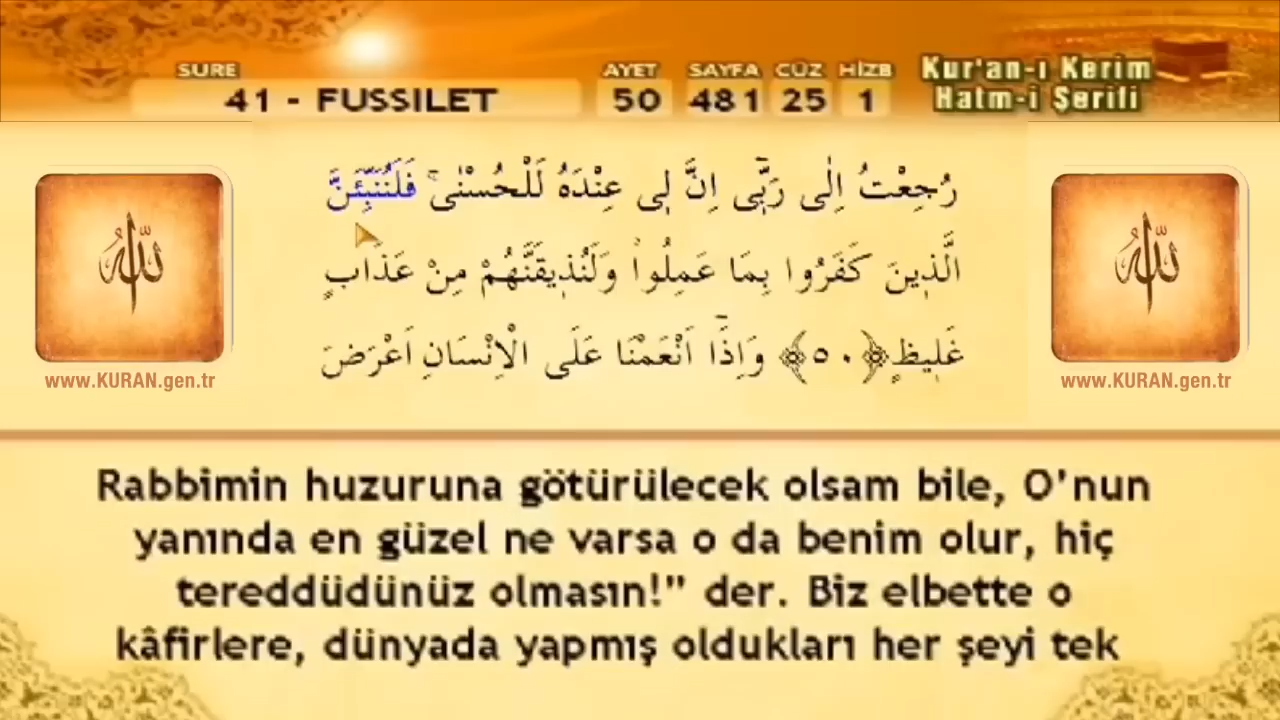 SURE AYET SAYFA CÜZ HİZB
41 - FUSSILET 50 481 25 1
Kur'an-ı Kerim
Hatm-i Şerifi
رُجِعْتُ اِلٰى رَبّ۪ٓى اِنَّ ل۪ى عِنْدَهُ لَلْحُسْنٰىۚ فَلَنُنَبِّئَنَّ
الَّذ۪ينَ كَفَرُوا بِمَا عَمِلُواۘ وَلَنُذ۪يقَنَّهُمْ مِنْ عَذَابٍ
غَل۪يظٍ ﴿٥٠﴾ وَاِذَٓا اَنْعَمْنَا عَلَى الْاِنْسَانِ اَعْرَضَ
الله
الله
www.KURAN.gen.tr
www.KURAN.gen.tr
Rabbimin huzuruna götürülecek olsam bile, O'nun
yanında en güzel ne varsa o da benim olur, hiç
tereddüdünüz olmasın!" der. Biz elbette o
kâfirlere, dünyada yapmış oldukları her şeyi tek